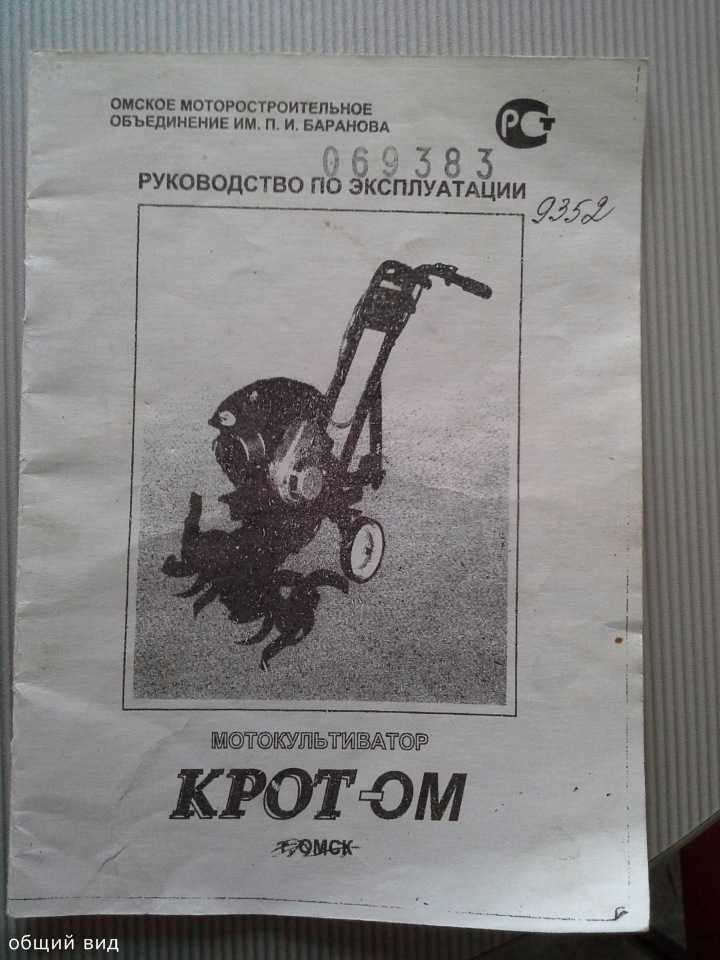 ОМСКОЕ МОТОРОСТРОИТЕЛЬНОЕ
ОБЪЕДИНЕНИЕ ИМ. П. И. БАРАНОВА
РСТ
069383
РУКОВОДСТВО ПО ЭКСПЛУАТАЦИИ
9352
МОТОКУЛЬТИВАТОР
КРОТ-ОМ
Г. ОМСК
общий вид